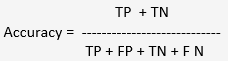 TP + TN
Accuracy = ----------------------------
TP + FP + TN + F N